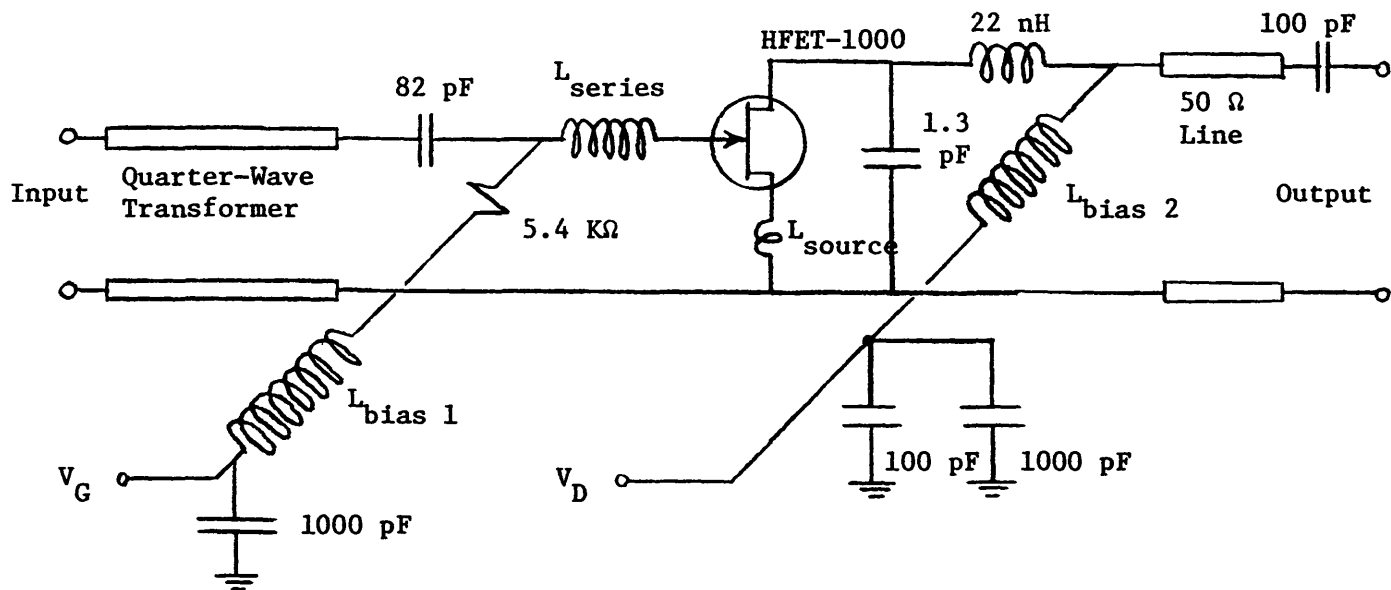 HFET-1000
22 nH
100 pF
82 pF
L series
1.3
pF
50 Ω
Line
Input
Quarter-Wave
Transformer
5.4 KΩ
L source
L bias 2
Output
L bias 1
V G
1000 pF
V D
100 pF
1000 pF